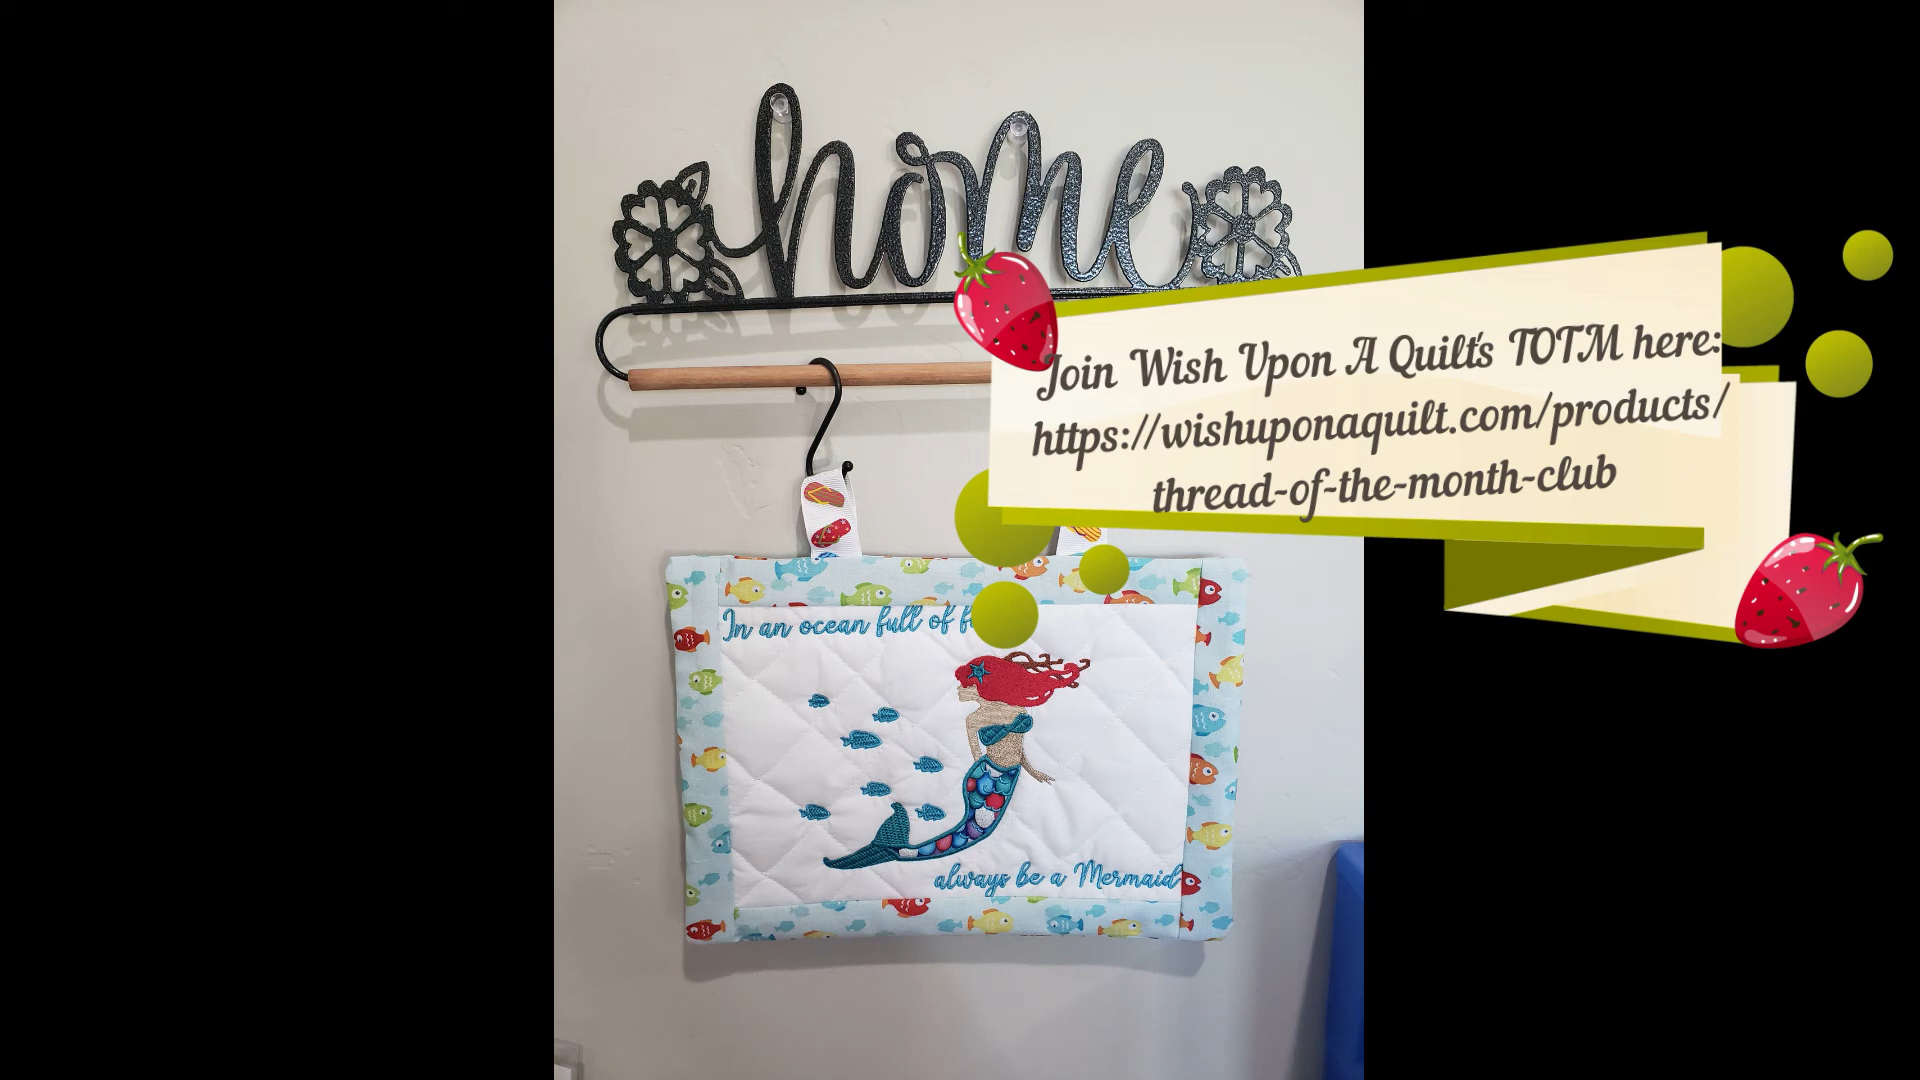 home
Join Wish Upon A Quilt's TOTM here:
https://wishuponaquilt.com/products/
thread-of-the-month-club
In an ocean full of
always be a Mermaid